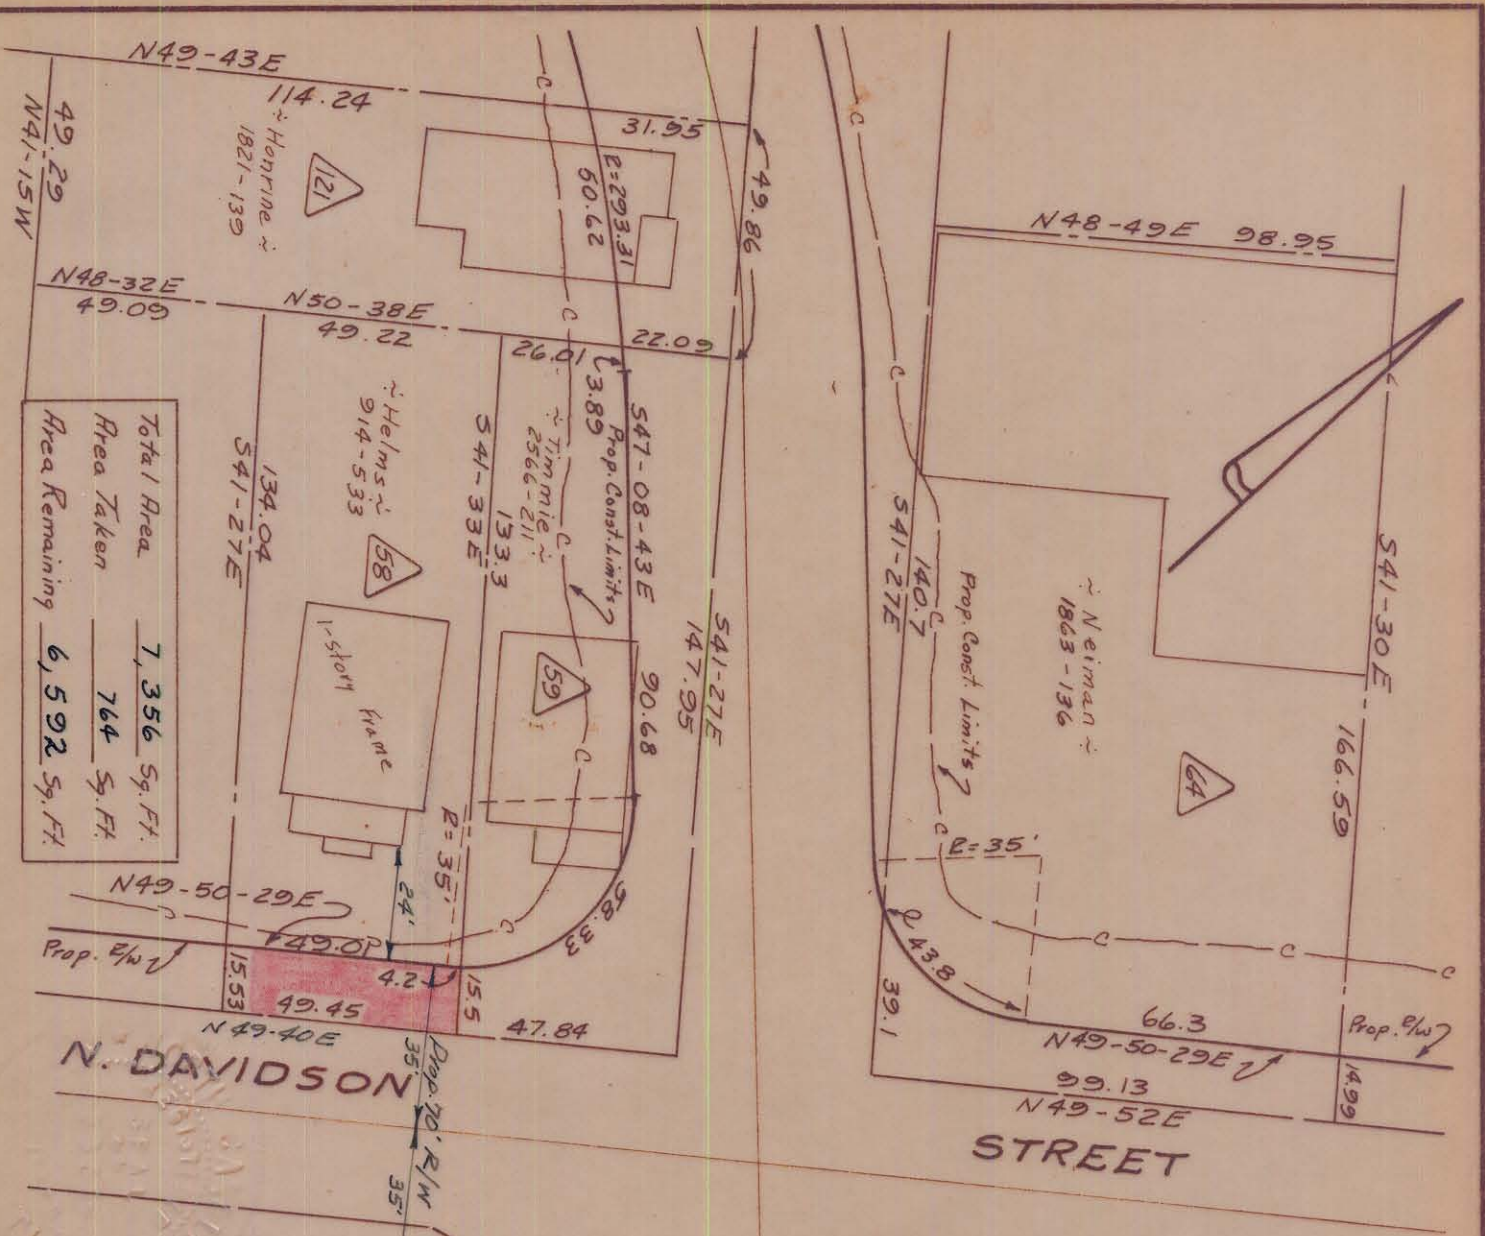 N49-43E
114.24
31.95
49.29
N41-15W
~Honrine~
1821-139
121
R=293.31
60.62
49.86
N48-32E
49.09
N50-38E
49.22
26.01
22.09
3.89
~Helms~
914-533
58
S41-33E
133.3
~Timmie~
2566-211
59
Prop. Const. Limits
S47-08-43E
90.68
S41-27E
147.95
134.04
S41-27E
1-story frame
Total Area 7,356 Sq. Ft.
Area Taken 764 Sq. Ft.
Area Remaining 6,592 Sq. Ft.
R=35'
24'
58.33
N49-50-29E
Prop. R/W
15.53
4.2
15.5
49.45
N49-40E
47.84
N. DAVIDSON
STREET
Prop. 70' R/W
35'
35'
N48-49E 98.95
S41-30E
166.59
S41-27E
140.7
Prop. Const. Limits
~Neiman~
1863-136
64
R=35'
43.8
39.1
66.3
N49-50-29E
Prop. R/W
99.13
N49-52E
14.99
C
C
C
C
C
C
C
C
C
C
C
C
C